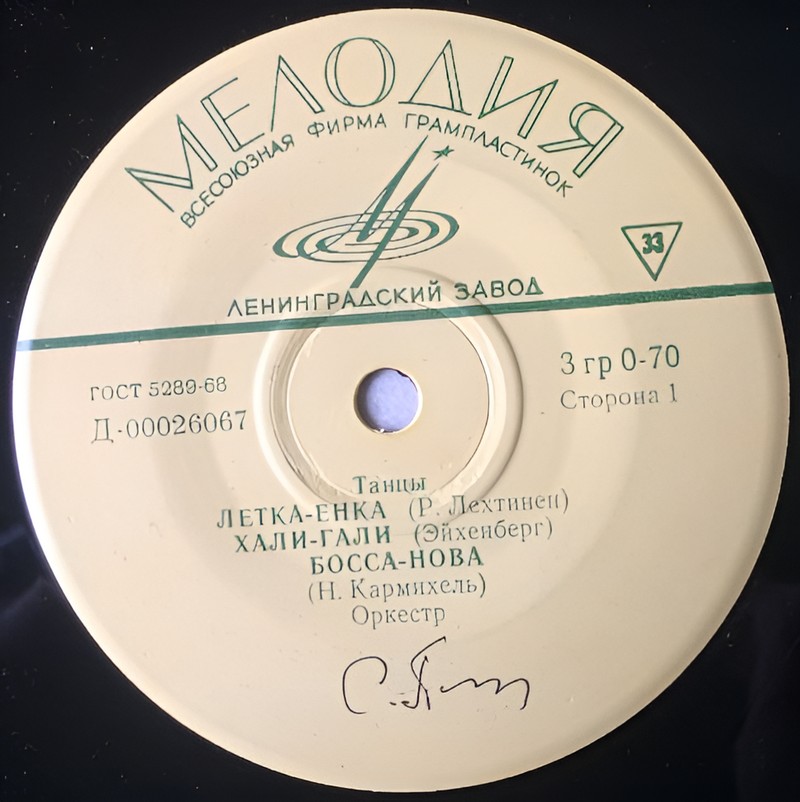 МЕЛОДИЯ
ВСЕСОЮЗНАЯ ФИРМА ГРАМПЛАСТИНОК
33
ЛЕНИНГРАДСКИЙ ЗАВОД
ГОСТ 5289-68
3 гр 0-70
Д-00026067
Сторона 1
Танцы
ЛЕТКА-ЕНКА (Р. Лехтинен)
ХАЛИ-ГАЛИ (Эйхенберг)
БОССА-НОВА
(Н. Кармихель)
Оркестр